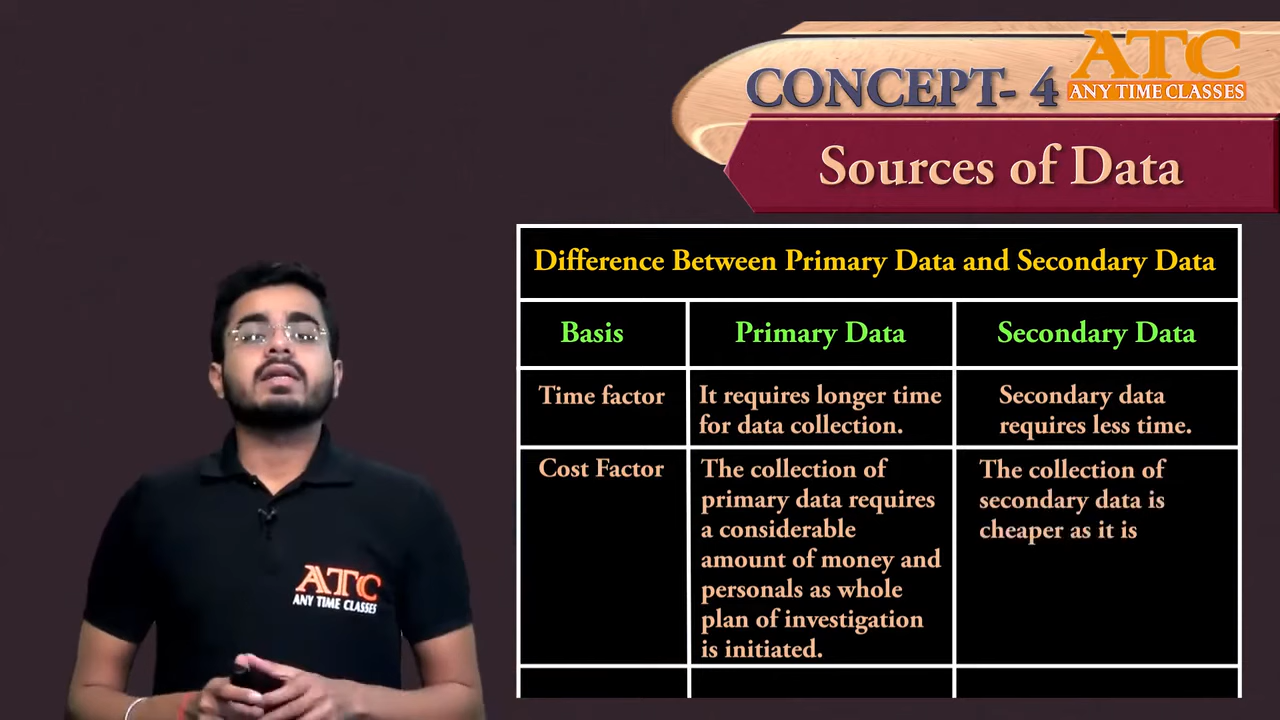 CONCEPT- 4
ATC
ANY TIME CLASSES
Sources of Data
Difference Between Primary Data and Secondary Data
Basis
Primary Data
Secondary Data
Time factor
It requires longer time
for data collection.
Secondary data
requires less time.
Cost Factor
The collection of
primary data requires
a considerable
amount of money and
personals as whole
plan of investigation
is initiated.
The collection of
secondary data is
cheaper as it is
ATC
ANY TIME CLASSES